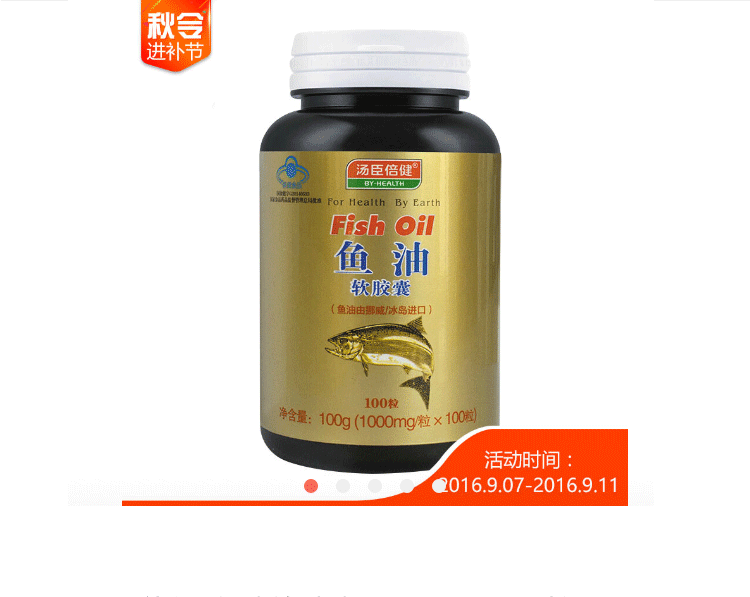 秋令
进补节
汤臣倍健®
BY-HEALTH
For Health By Earth
Fish Oil
鱼油
软胶囊
(鱼油由挪威/冰岛进口)
100粒
净含量: 100g (1000mg/粒×100粒)
活动时间:
2016.9.07-2016.9.11